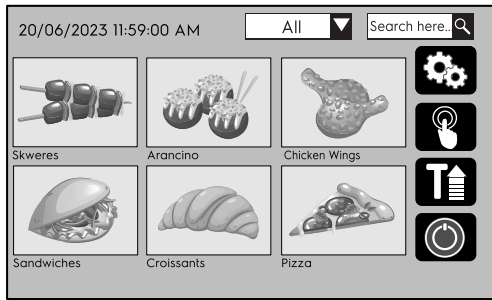 20/06/2023 11:59:00 AM
All
Search here..
Skweres
Arancino
Chicken Wings
Sandwiches
Croissants
Pizza
T